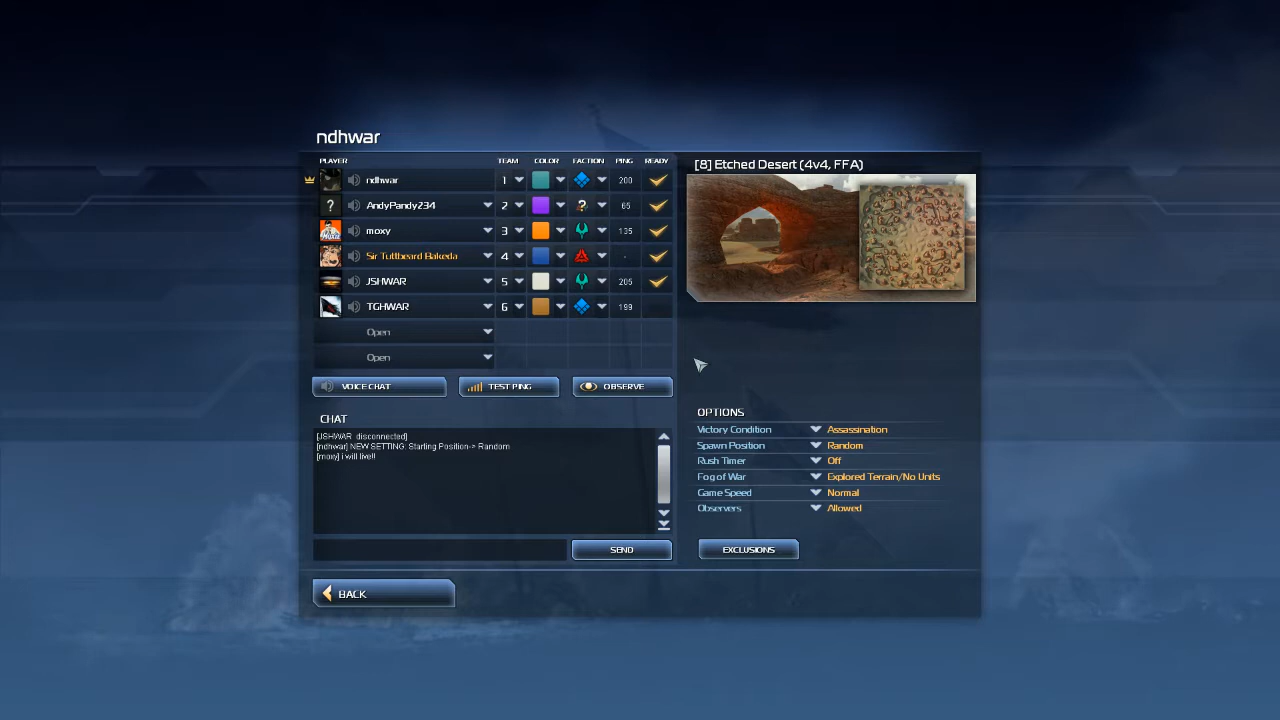 ndhwar
PLAYER TEAM COLOR FACTION PING READY
ndhwar 1 200
? AndyPandy234 2 ? 65
moxy 3 135
Sir Tuttbeard Bakeda 4 -
JSHWAR 5 205
TGHWAR 6 199
Open
Open
VOICE CHAT TEST PING OBSERVE
CHAT
[JSHWAR disconnected]
[ndhwar] NEW SETTING: Starting Position-> Random
[moxy] i will live!!
SEND
BACK
[8] Etched Desert (4v4, FFA)
OPTIONS
Victory Condition Assassination
Spawn Position Random
Rush Timer Off
Fog of War Explored Terrain/No Units
Game Speed Normal
Observers Allowed
EXCLUSIONS